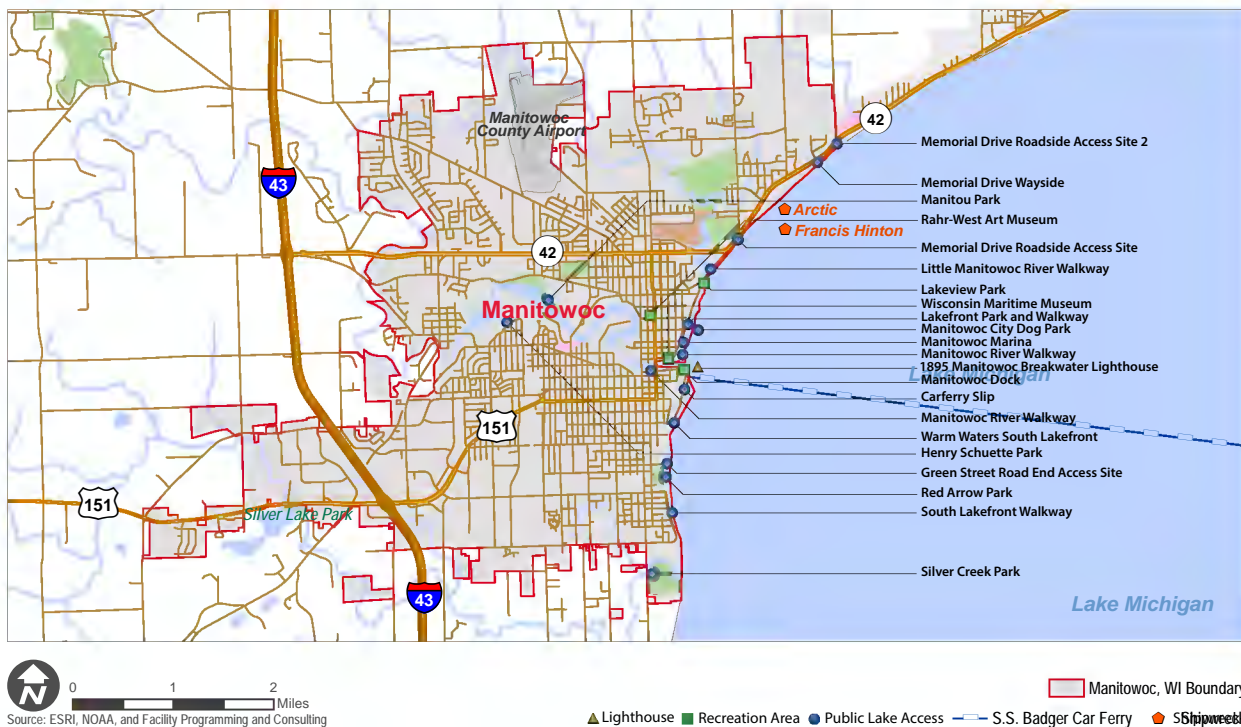 Manitowoc
County Airport
42
43
Memorial Drive Roadside Access Site 2
Memorial Drive Wayside
Manitou Park
Arctic
Rahr-West Art Museum
Francis Hinton
42
Memorial Drive Roadside Access Site
Little Manitowoc River Walkway
Lakeview Park
Manitowoc
Wisconsin Maritime Museum
Lakefront Park and Walkway
Manitowoc City Dog Park
Manitowoc Marina
Manitowoc River Walkway
1895 Manitowoc Breakwater Lighthouse
Lake Michigan
Manitowoc Dock
Carferry Slip
Manitowoc River Walkway
151
Warm Waters South Lakefront
Henry Schuette Park
Green Street Road End Access Site
Red Arrow Park
151
Silver Lake Park
South Lakefront Walkway
Silver Creek Park
43
Lake Michigan
N
0 1 2
Miles
Manitowoc, WI Boundary
Source: ESRI, NOAA, and Facility Programming and Consulting
Lighthouse Recreation Area Public Lake Access S.S. Badger Car Ferry